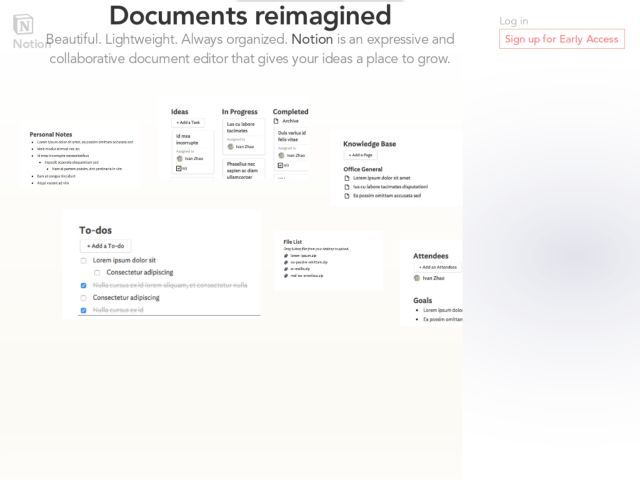 Documents reimagined
Log in
Notion
Beautiful. Lightweight. Always organized. Notion is an expressive and
Sign up for Early Access
collaborative document editor that gives your ideas a place to grow.
Ideas
+ Add a Task
Id mea
incorrupte
Assigned to
Ivan Zhao
In Progress
Lus cu labore
tacimates
Assigned to
Ivan Zhao
Phasellus nec
sapien ac diam
ullamcorper
Completed
Archive
Duis varius id
felis vitae
Assigned to
Ivan Zhao
Personal Notes
Knowledge Base
+ Add a Page
Office General
Lorem ipsum dolor sit amet
Ius cu labore tacimates disputationi
Ea possim omittam accusata sed
To-dos
+ Add a To-do
Lorem ipsum dolor sit
Consectetur adipiscing
Nulla cursus ex id lorem aliquam, et consectetur nulla
Consectetur adipiscing
Nulla cursus ex id
File List
lorem ipsum.zip
Attendees
+ Add an Attendees
Ivan Zhao
Goals
Lorem ipsum dolor
Ea possim omittam